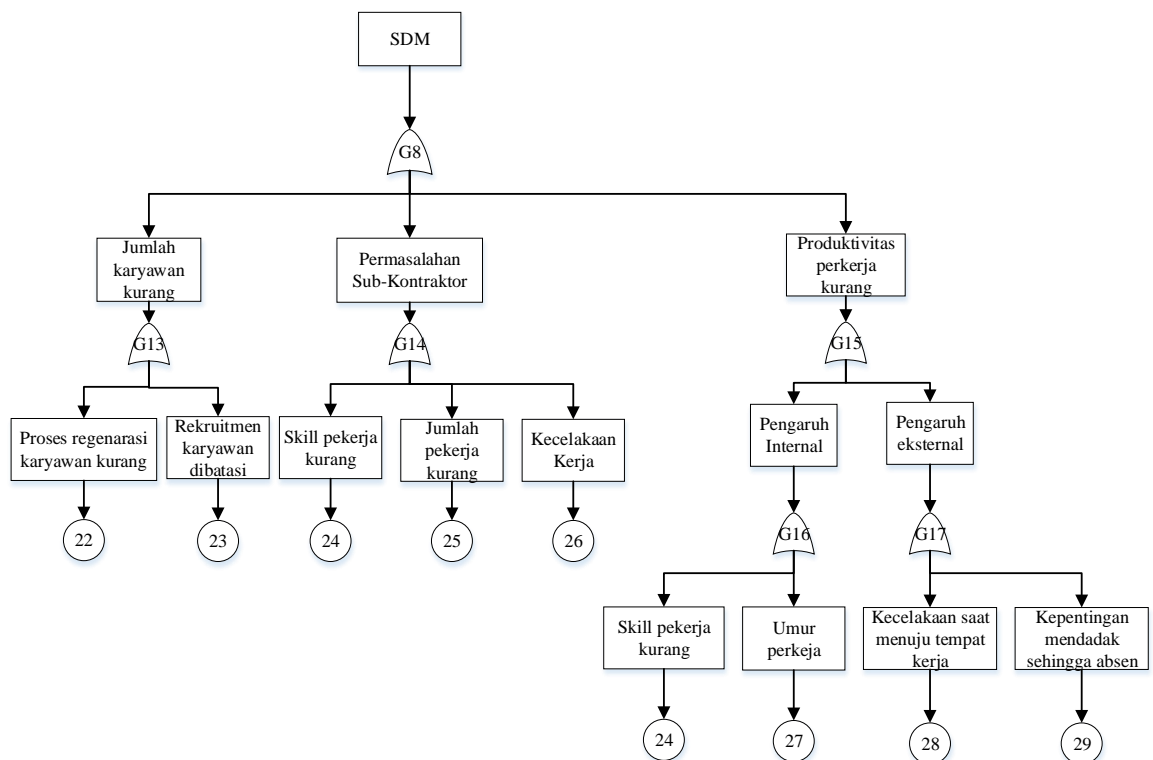 SDM
G8
Jumlah
karyawan
kurang
Permasalahan
Sub-Kontraktor
Produktivitas
perkerja
kurang
G13
G14
G15
Proses regenarasi
karyawan kurang
Rekruitmen
karyawan
dibatasi
Skill pekerja
kurang
Jumlah
pekerja
kurang
Kecelakaan
Kerja
Pengaruh
Internal
Pengaruh
eksternal
22
23
24
25
26
G16
G17
Skill pekerja
kurang
Umur
perkeja
Kecelakaan saat
menuju tempat
kerja
Kepentingan
mendadak
sehingga absen
24
27
28
29